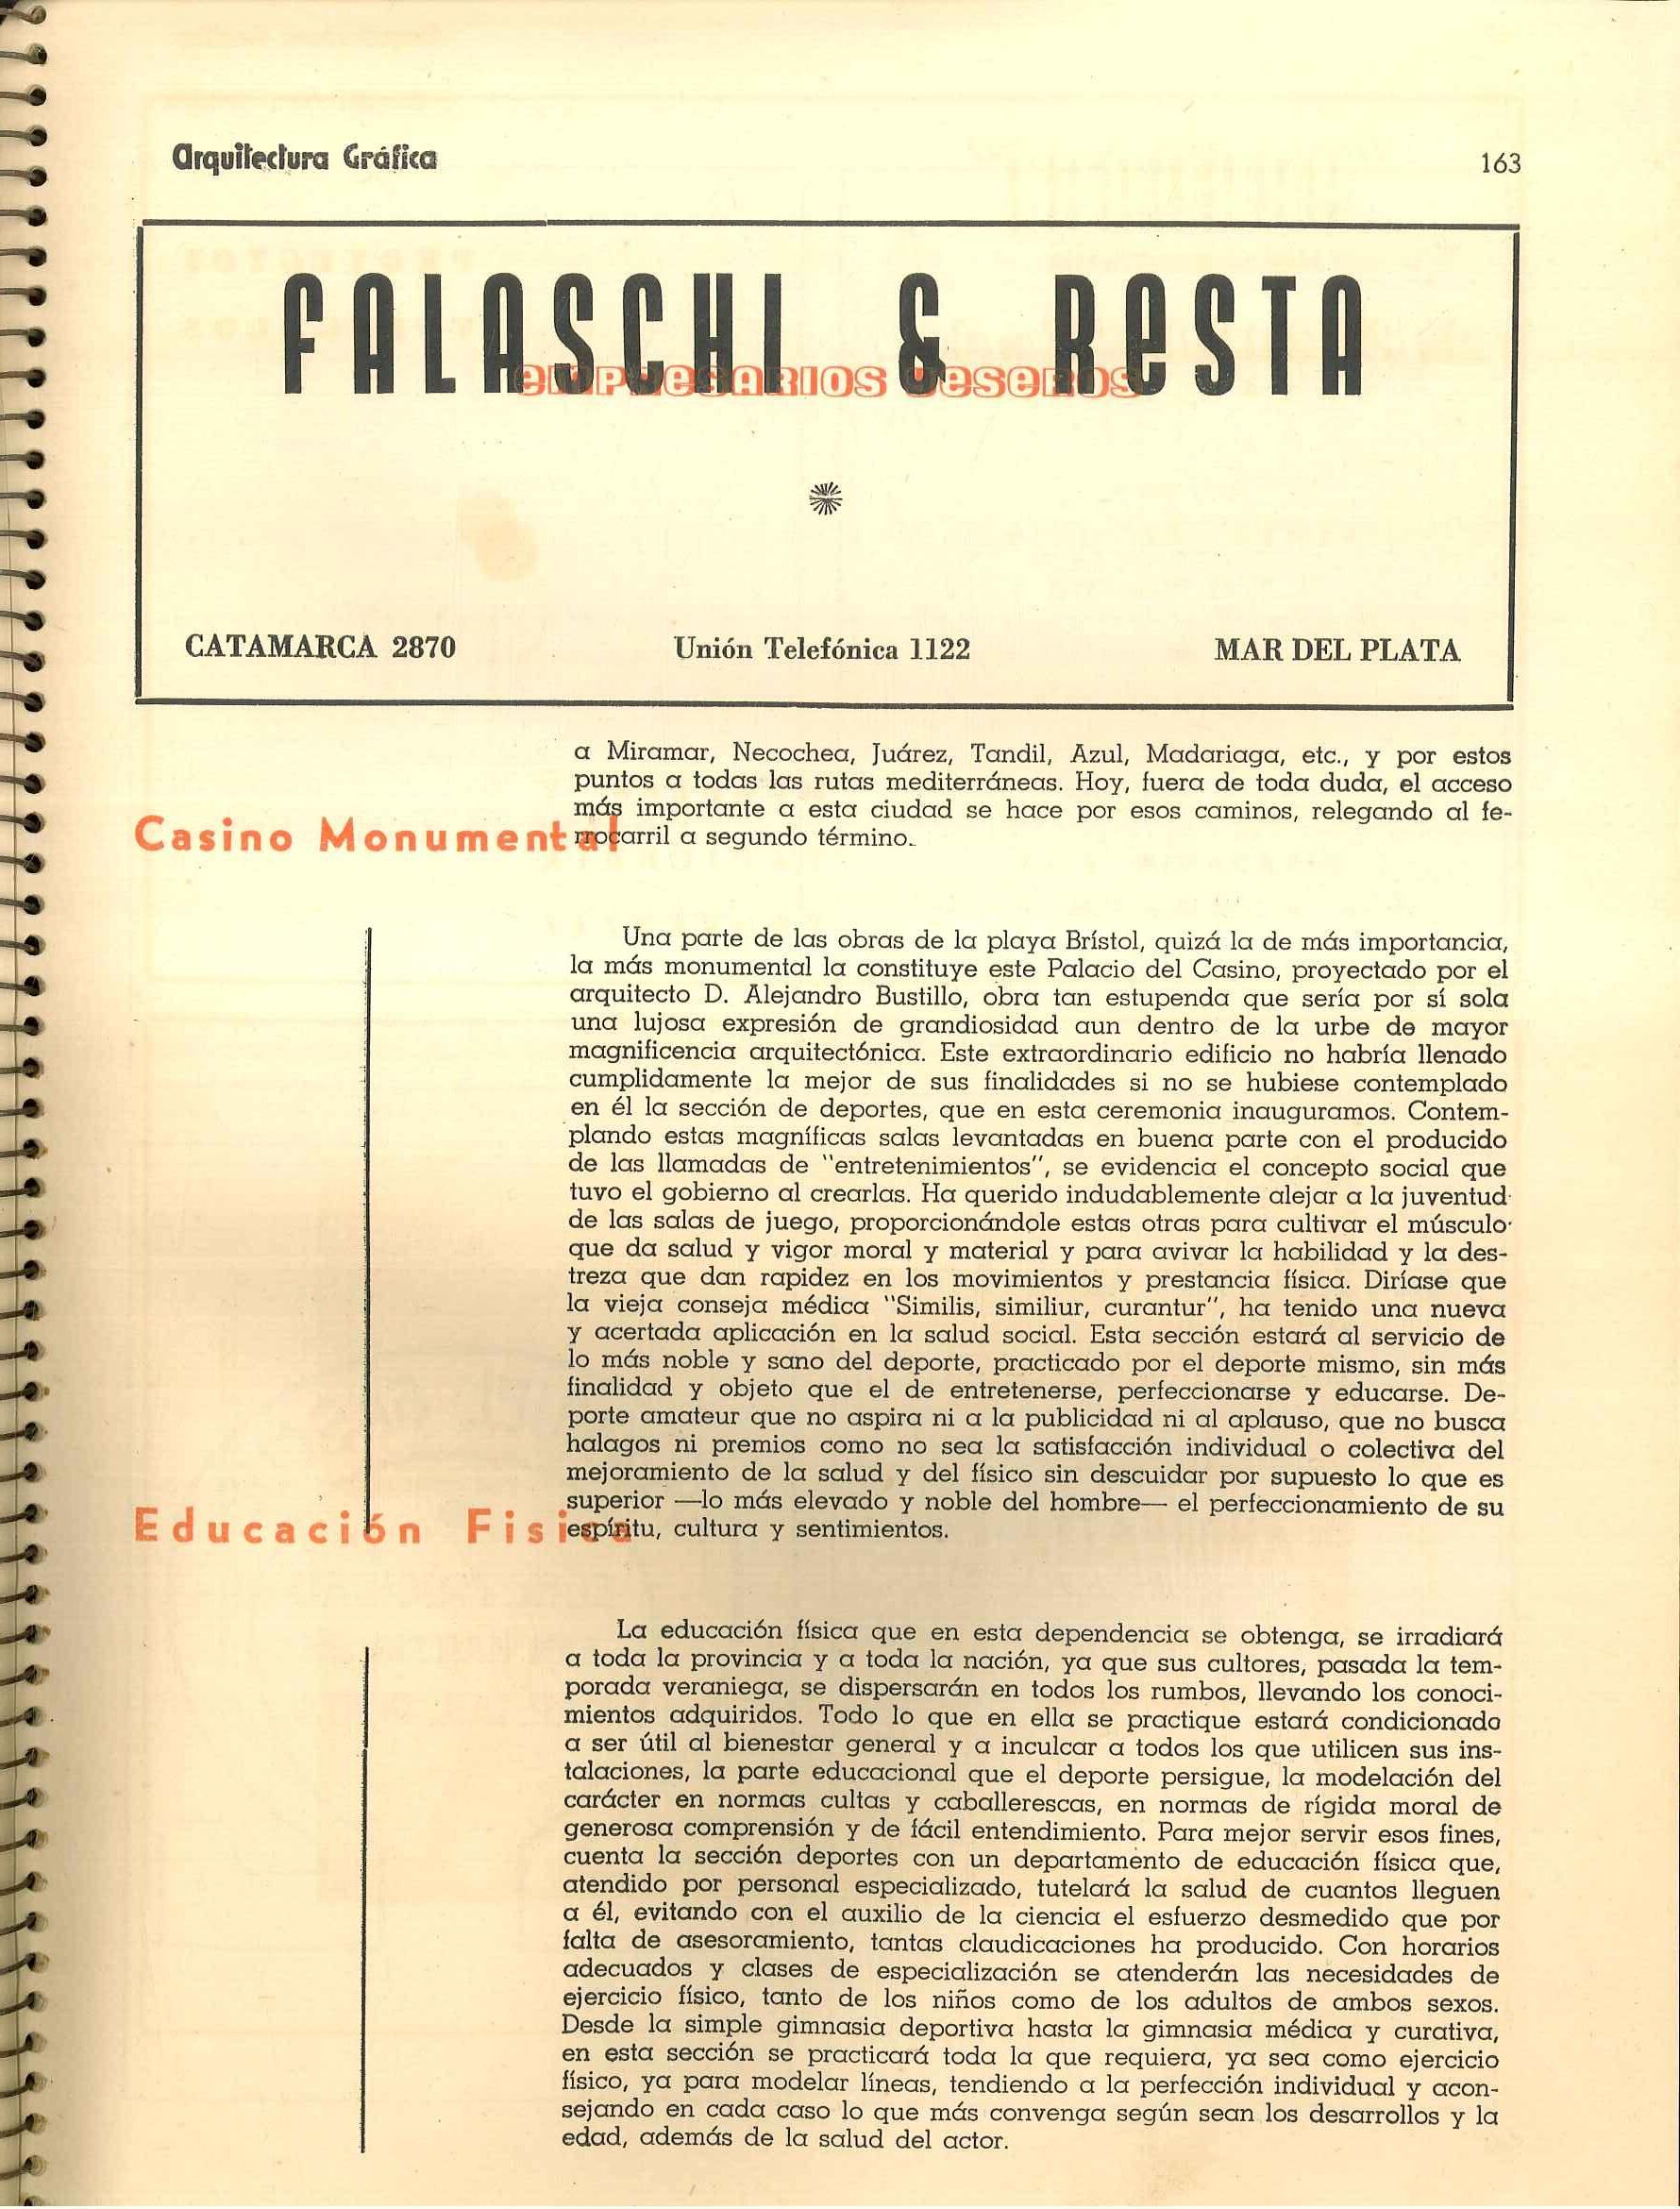 Arquitectura Gráfica
163
FALASCHI & RESTA
EMPRESARIOS YESEROS
CATAMARCA 2870 Unión Telefónica 1122 MAR DEL PLATA
a Miramar, Necochea, Juárez, Tandil, Azul, Madariaga, etc., y por estos
puntos a todas las rutas mediterráneas. Hoy, fuera de toda duda, el acceso
más importante a esta ciudad se hace por esos caminos, relegando al fe-
rrocarril a segundo término.
Casino Monumental
Una parte de las obras de la playa Brístol, quizá la de más importancia,
la más monumental la constituye este Palacio del Casino, proyectado por el
arquitecto D. Alejandro Bustillo, obra tan estupenda que sería por sí sola
una lujosa expresión de grandiosidad aun dentro de la urbe de mayor
magnificencia arquitectónica. Este extraordinario edificio no habría llenado
cumplidamente la mejor de sus finalidades si no se hubiese contemplado
en él la sección de deportes, que en esta ceremonia inauguramos. Contem-
plando estas magníficas salas levantadas en buena parte con el producido
de las llamadas de "entretenimientos", se evidencia el concepto social que
tuvo el gobierno al crearlas. Ha querido indudablemente alejar a la juventud
de las salas de juego, proporcionándole estas otras para cultivar el músculo
que da salud y vigor moral y material y para avivar la habilidad y la des-
treza que dan rapidez en los movimientos y prestancia física. Diríase que
la vieja conseja médica "Similis, similiur, curantur", ha tenido una nueva
y acertada aplicación en la salud social. Esta sección estará al servicio de
lo más noble y sano del deporte, practicado por el deporte mismo, sin más
finalidad y objeto que el de entretenerse, perfeccionarse y educarse. De-
porte amateur que no aspira ni a la publicidad ni al aplauso, que no busca
halagos ni premios como no sea la satisfacción individual o colectiva del
mejoramiento de la salud y del físico sin descuidar por supuesto lo que es
superior —lo más elevado y noble del hombre— el perfeccionamiento de su
espíritu, cultura y sentimientos.
Educación Fisica
La educación física que en esta dependencia se obtenga, se irradiará
a toda la provincia y a toda la nación, ya que sus cultores, pasada la tem-
porada veraniega, se dispersarán en todos los rumbos, llevando los conoci-
mientos adquiridos. Todo lo que en ella se practique estará condicionado
a ser útil al bienestar general y a inculcar a todos los que utilicen sus ins-
talaciones, la parte educacional que el deporte persigue, la modelación del
carácter en normas cultas y caballerescas, en normas de rígida moral de
generosa comprensión y de fácil entendimiento. Para mejor servir esos fines,
cuenta la sección deportes con un departamento de educación física que,
atendido por personal especializado, tutelará la salud de cuantos lleguen
a él, evitando con el auxilio de la ciencia el esfuerzo desmedido que por
falta de asesoramiento, tantas claudicaciones ha producido. Con horarios
adecuados y clases de especialización se atenderán las necesidades de
ejercicio físico, tanto de los niños como de los adultos de ambos sexos.
Desde la simple gimnasia deportiva hasta la gimnasia médica y curativa,
en esta sección se practicará toda la que requiera, ya sea como ejercicio
físico, ya para modelar líneas, tendiendo a la perfección individual y acon-
sejando en cada caso lo que más convenga según sean los desarrollos y la
edad, además de la salud del actor.